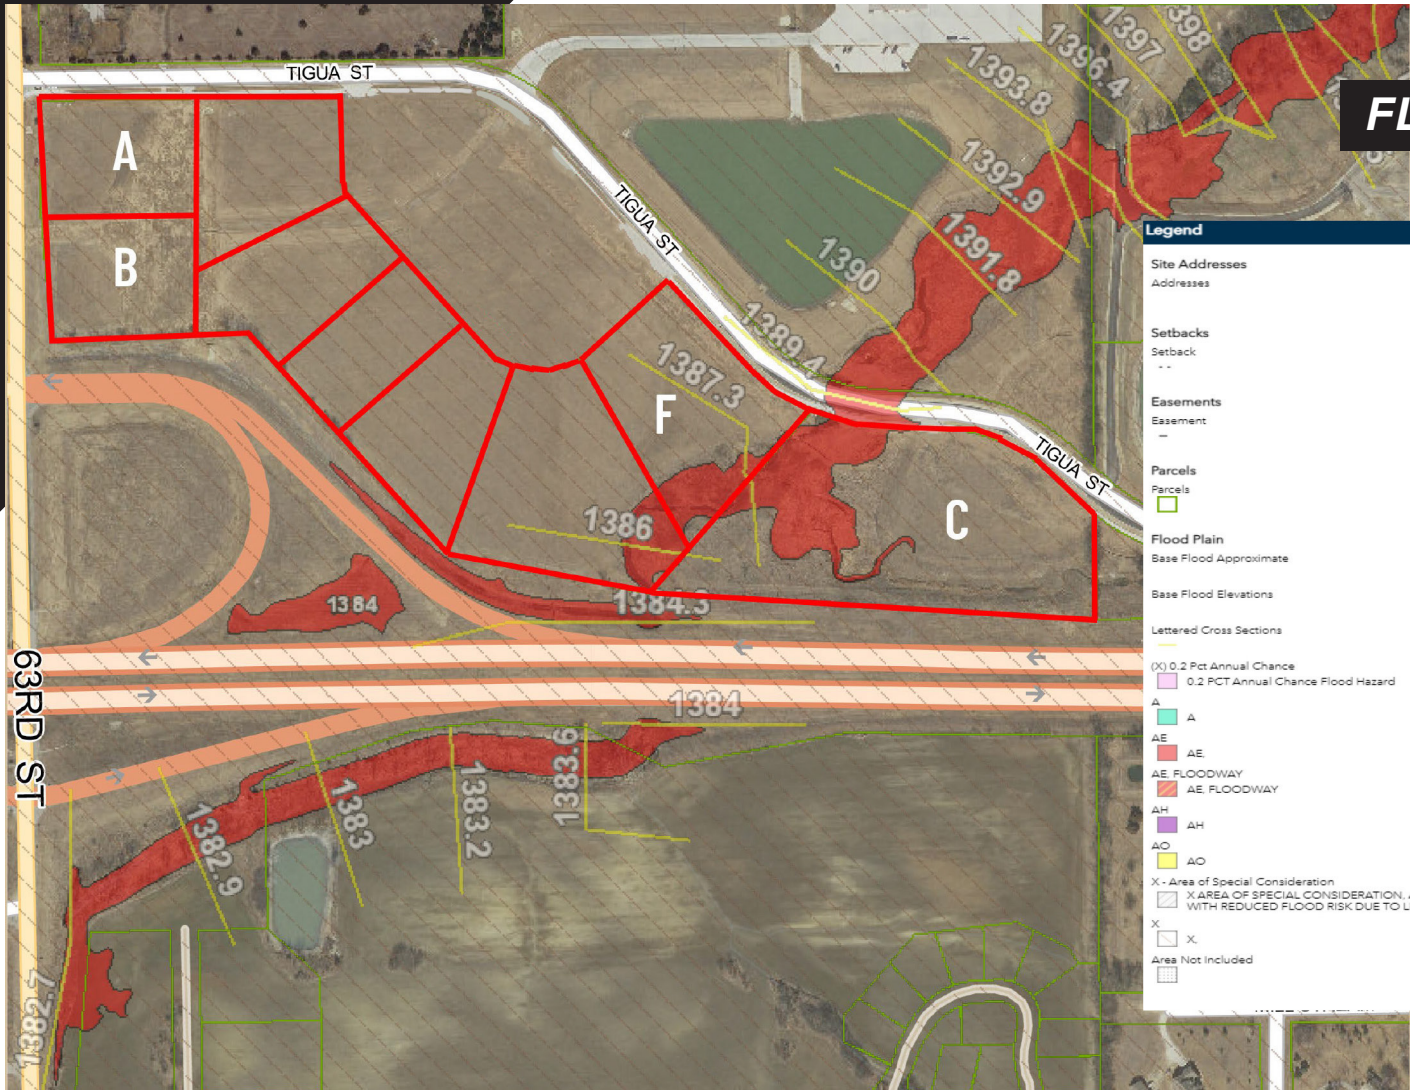 TIGUA ST
FL
A
B
TIGUA ST
F
C
TIGUA ST
63RD ST
1398
1397
1396.4
1393.8
1392.9
1391.8
1390
1389.4
1387.3
1386
1384.3
1384
1384
1383.6
1383.2
1383
1382.9
1382.7
Legend
Site Addresses
Addresses
Setbacks
Setback
Easements
Easement
Parcels
Parcels
Flood Plain
Base Flood Approximate
Base Flood Elevations
Lettered Cross Sections
(X) 0.2 Pct Annual Chance
0.2 PCT Annual Chance Flood Hazard
A
A
AE
AE,
AE, FLOODWAY
AE, FLOODWAY
AH
AH
AO
AO
X - Area of Special Consideration
X AREA OF SPECIAL CONSIDERATION,
WITH REDUCED FLOOD RISK DUE TO
X
X,
Area Not Included